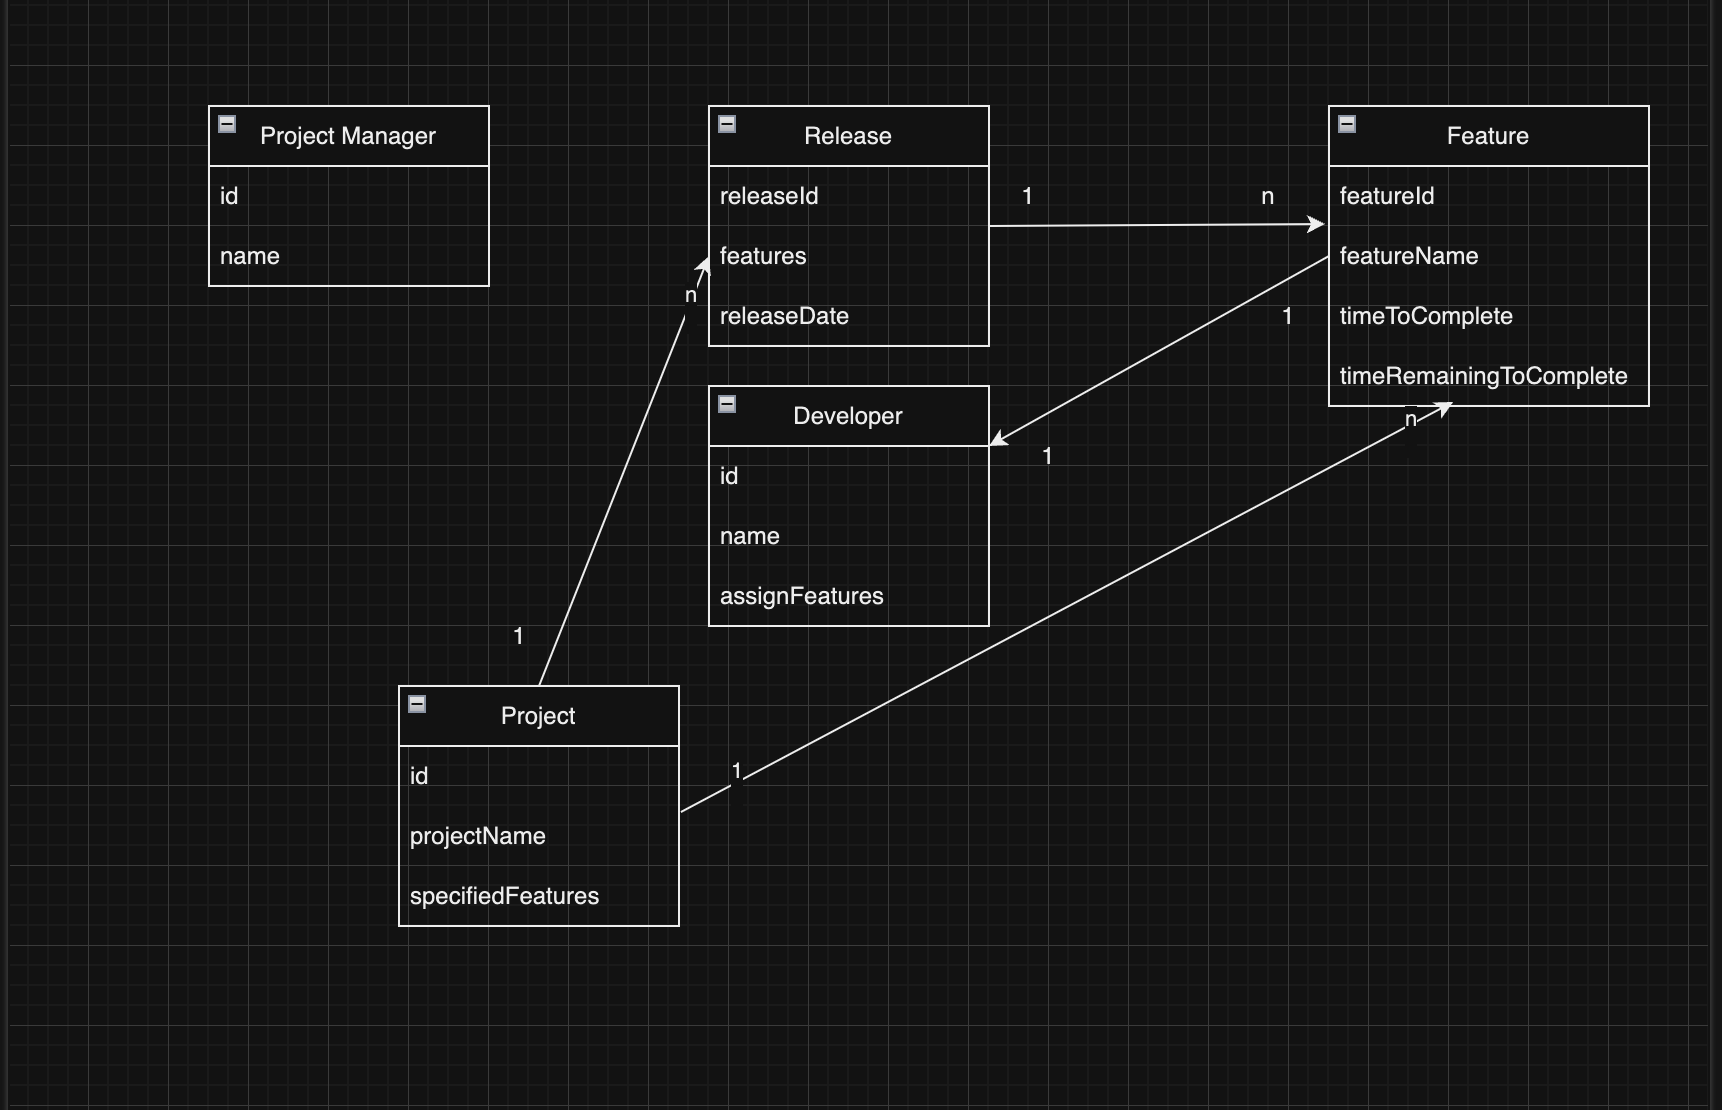 Project Manager
id
name
Release
releaseId
features
releaseDate
1
n
Feature
featureId
featureName
timeToComplete
timeRemainingToComplete
n
1
1
n
Developer
id
name
assignFeatures
1
1
Project
id
projectName
specifiedFeatures